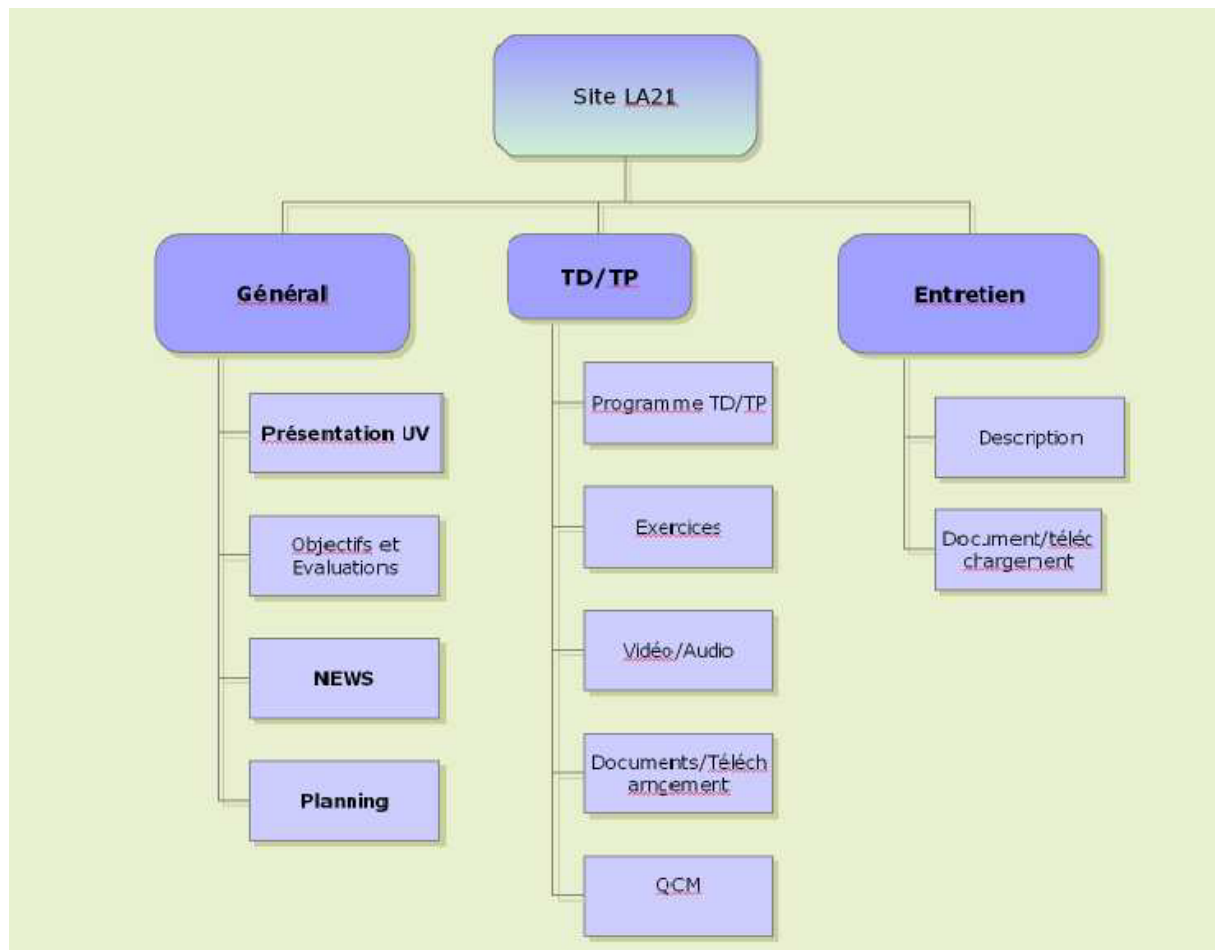 Site LA21
Général
TD/TP
Entretien
Présentation UV
Objectifs et
Evaluations
NEWS
Planning
Programme TD/TP
Exercices
Vidéo/Audio
Documents/Téléch
arngement
QCM
Description
Document/téléc
chargement